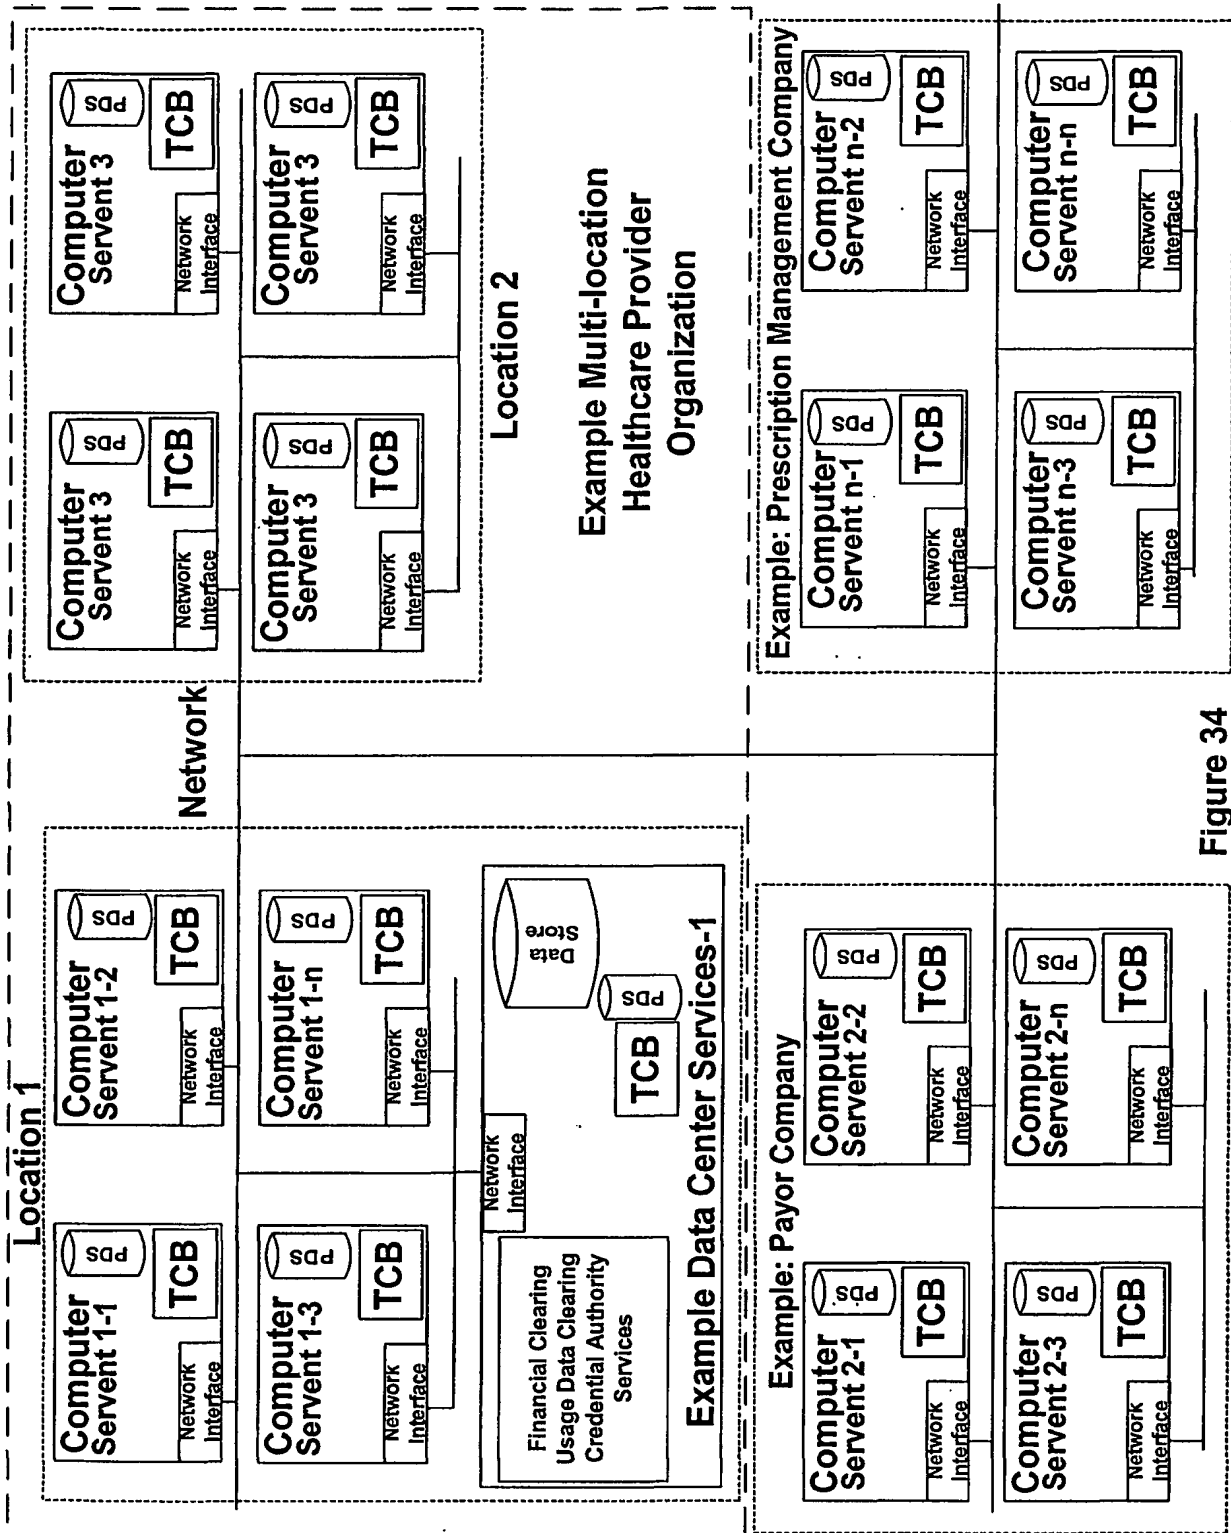 Location 1
Computer
Servent 1-1
PDS
TCB
Network
Interface
Computer
Servent 1-2
PDS
TCB
Network
Interface
Computer
Servent 1-3
PDS
TCB
Network
Interface
Computer
Servent 1-n
PDS
TCB
Network
Interface
Network
Interface
Financial Clearing
Usage Data Clearing
Credential Authority
Services
TCB
PDS
Data
Store
Example Data Center Services-1
Network
Computer
Servent 3
PDS
TCB
Network
Interface
Computer
Servent 3
PDS
TCB
Network
Interface
Computer
Servent 3
PDS
TCB
Network
Interface
Computer
Servent 3
PDS
TCB
Network
Interface
Location 2
Example Multi-location
Healthcare Provider
Organization
Example: Payor Company
Computer
Servent 2-1
PDS
TCB
Network
Interface
Computer
Servent 2-2
PDS
TCB
Network
Interface
Computer
Servent 2-3
PDS
TCB
Network
Interface
Computer
Servent 2-n
PDS
TCB
Network
Interface
Example: Prescription Management Company
Computer
Servent n-1
PDS
TCB
Network
Interface
Computer
Servent n-2
PDS
TCB
Network
Interface
Computer
Servent n-3
PDS
TCB
Network
Interface
Computer
Servent n-n
PDS
TCB
Network
Interface
Figure 34